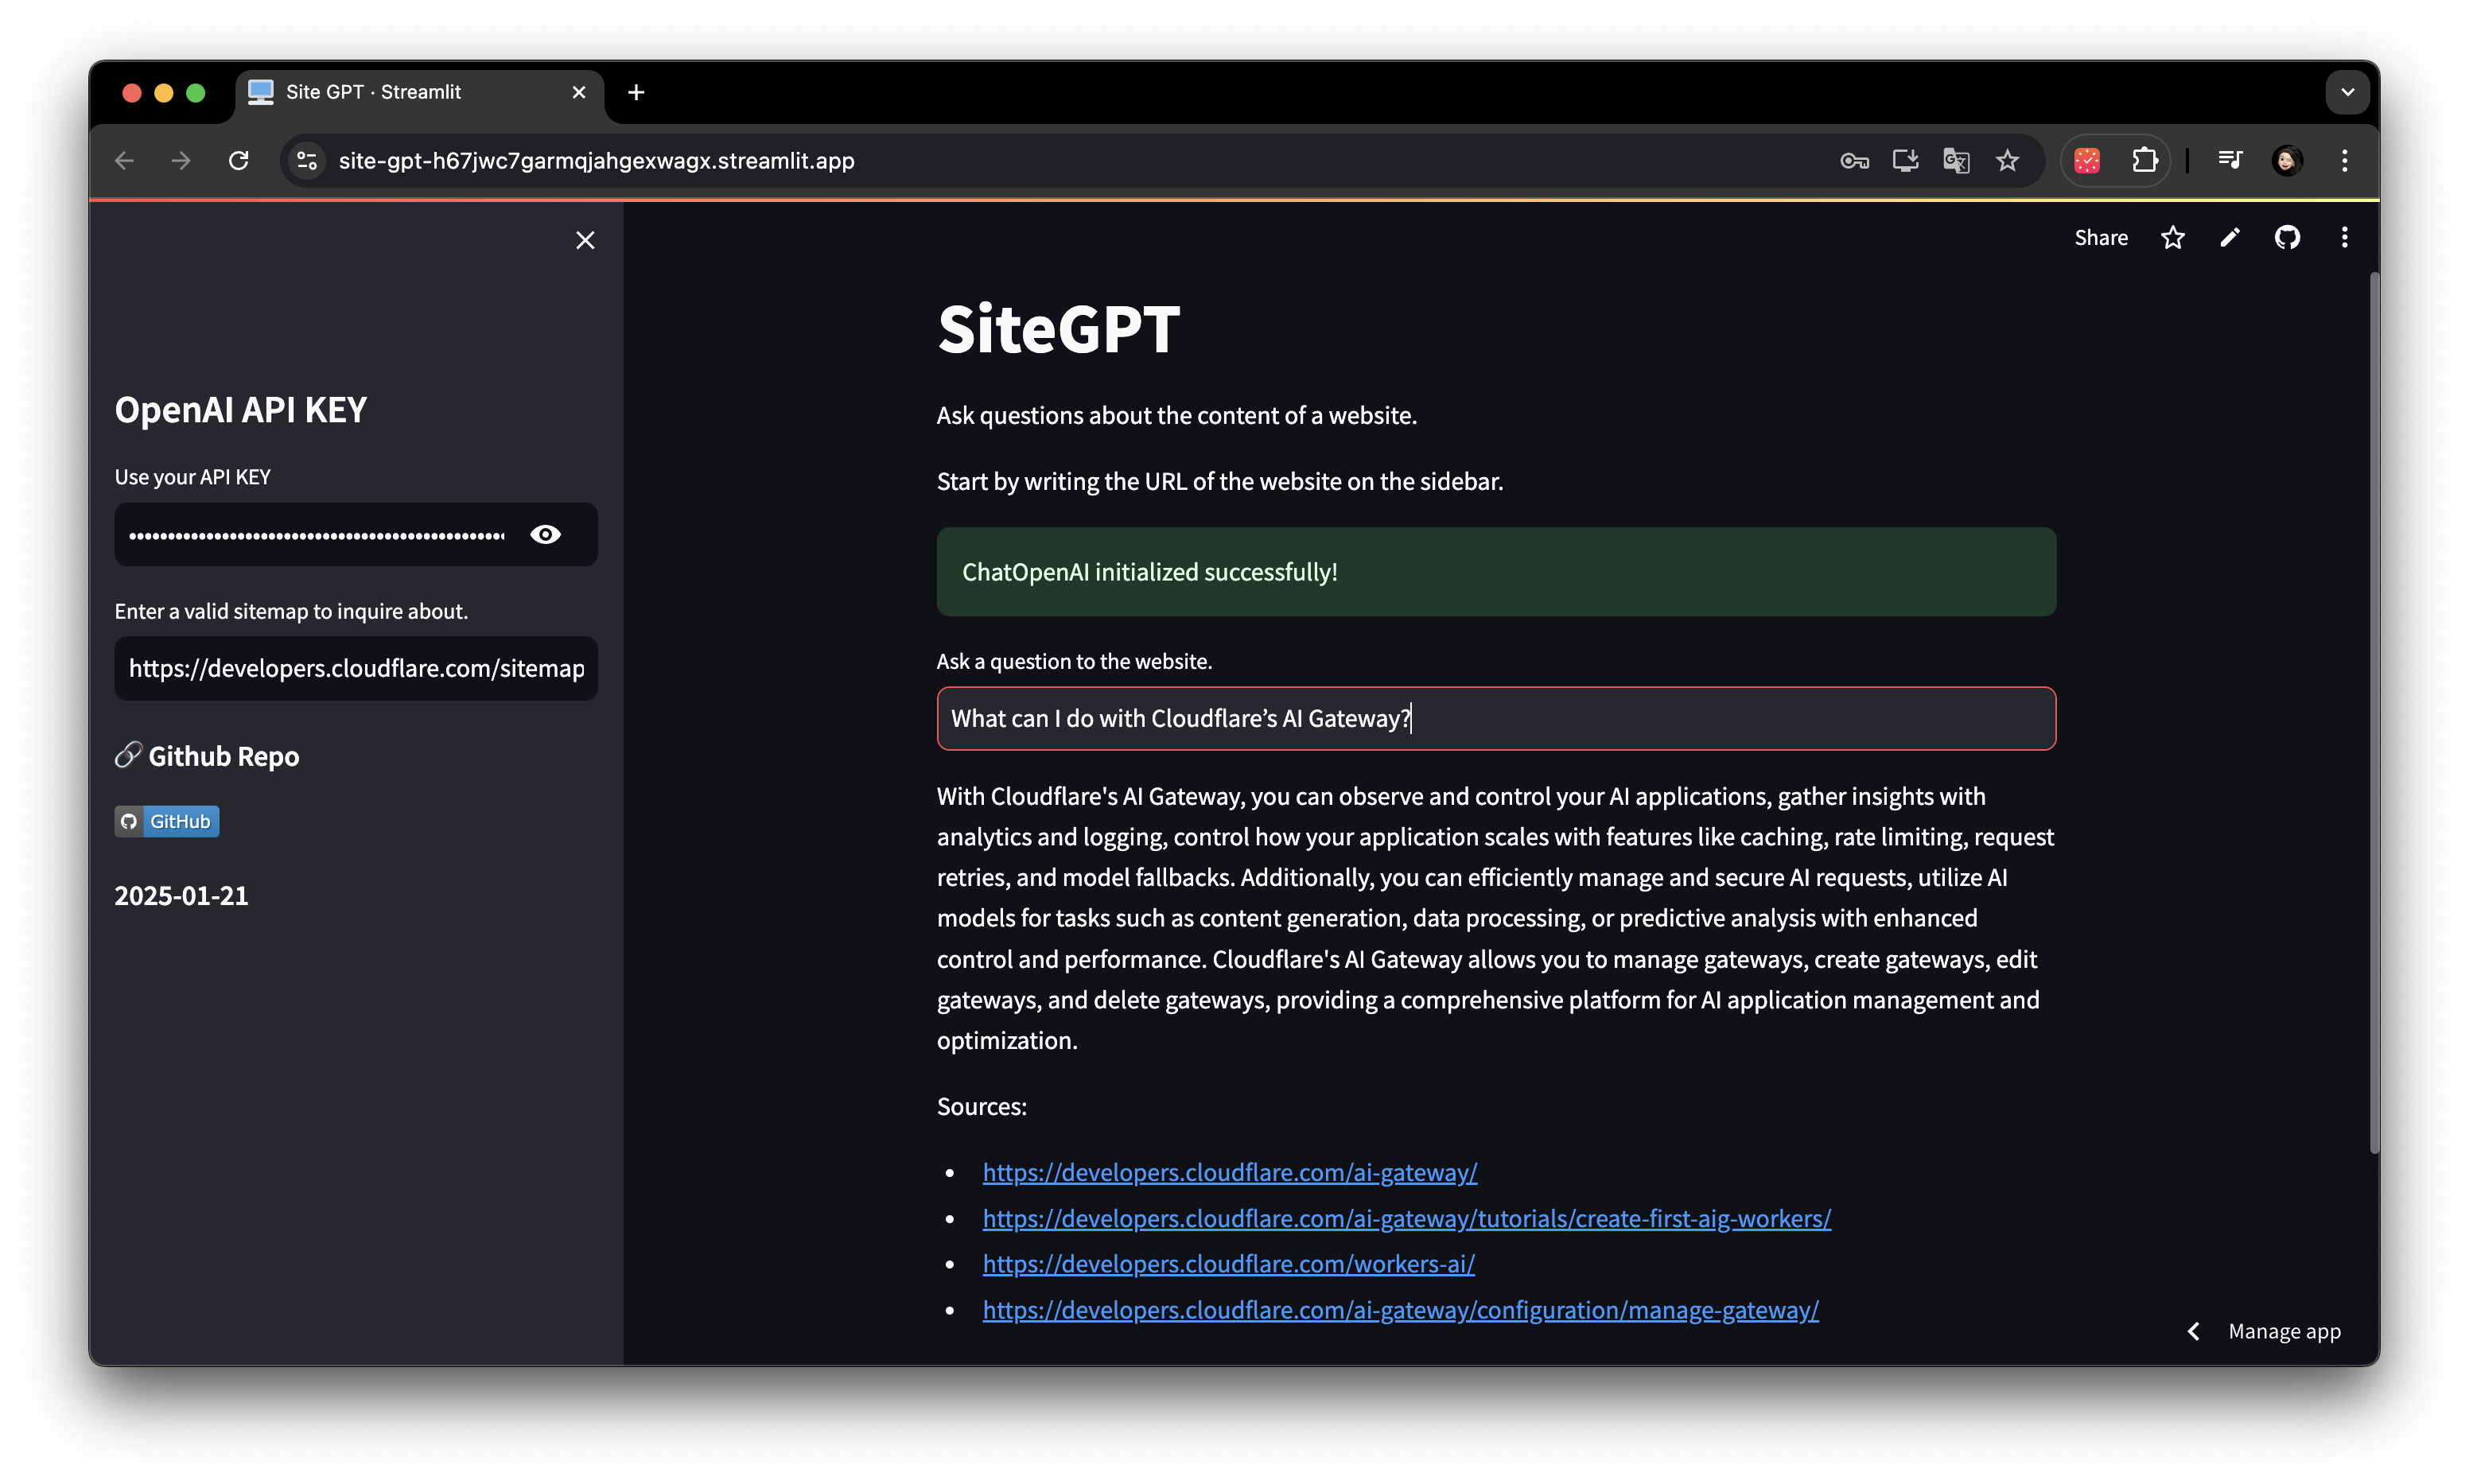 Site GPT · Streamlit
site-gpt-h67jwc7garmqjahgexwagx.streamlit.app
Share
OpenAI API KEY
Use your API KEY
Enter a valid sitemap to inquire about.
https://developers.cloudflare.com/sitemap
Github Repo
GitHub
2025-01-21
SiteGPT
Ask questions about the content of a website.
Start by writing the URL of the website on the sidebar.
ChatOpenAI initialized successfully!
Ask a question to the website.
What can I do with Cloudflare’s AI Gateway?
With Cloudflare's AI Gateway, you can observe and control your AI applications, gather insights with
analytics and logging, control how your application scales with features like caching, rate limiting, request
retries, and model fallbacks. Additionally, you can efficiently manage and secure AI requests, utilize AI
models for tasks such as content generation, data processing, or predictive analysis with enhanced
control and performance. Cloudflare's AI Gateway allows you to manage gateways, create gateways, edit
gateways, and delete gateways, providing a comprehensive platform for AI application management and
optimization.
Sources:
https://developers.cloudflare.com/ai-gateway/
https://developers.cloudflare.com/ai-gateway/tutorials/create-first-aig-workers/
https://developers.cloudflare.com/workers-ai/
https://developers.cloudflare.com/ai-gateway/configuration/manage-gateway/
Manage app